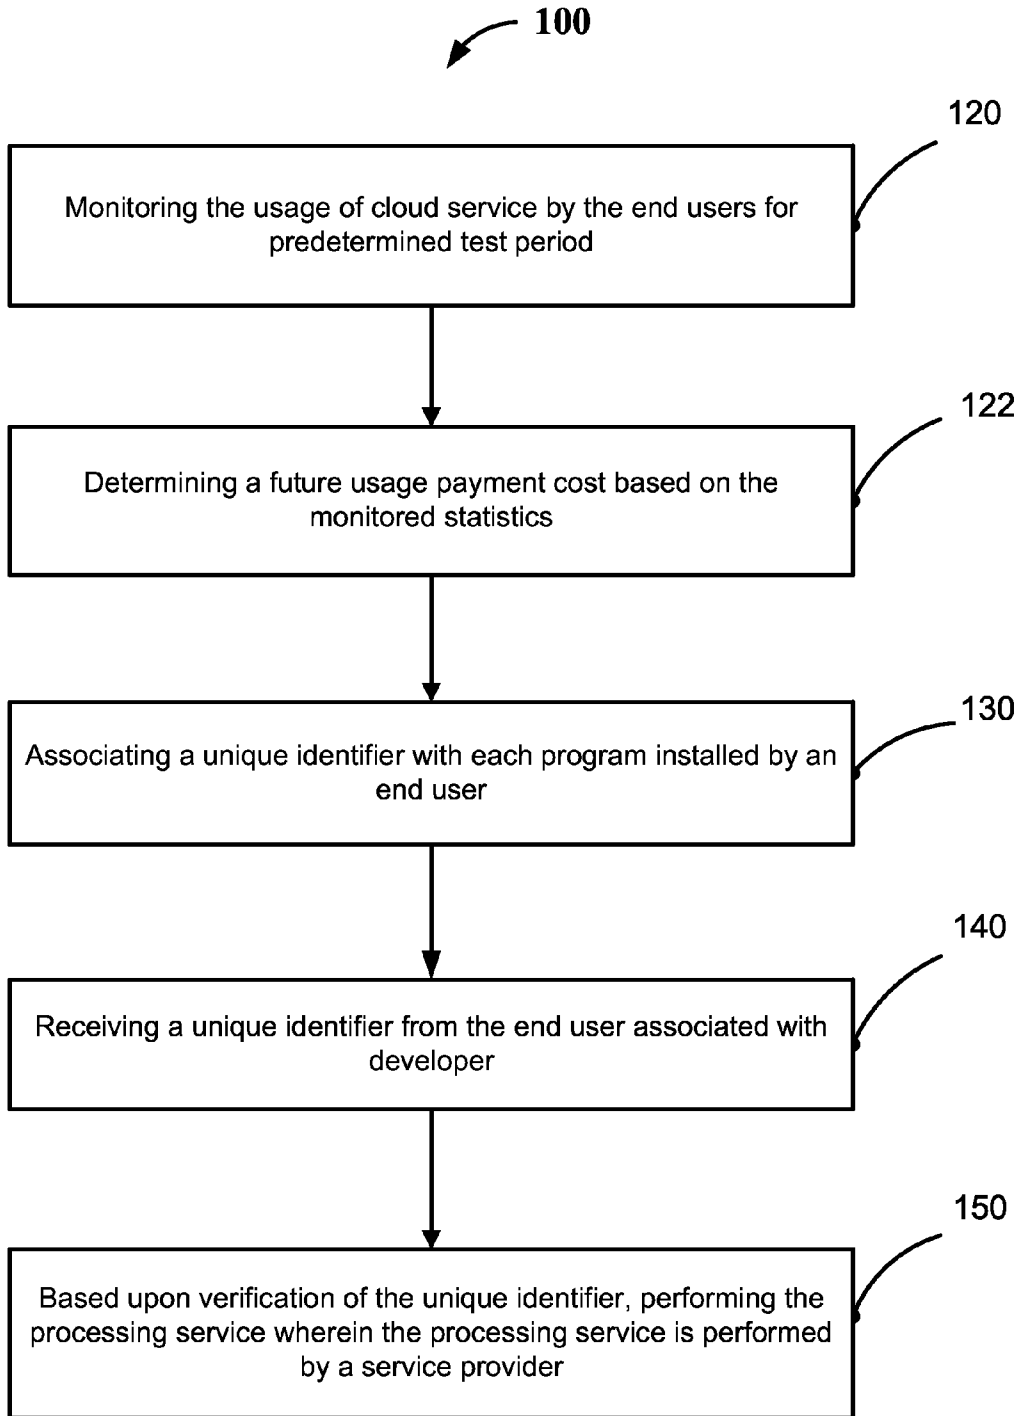 100
120
Monitoring the usage of cloud service by the end users for
predetermined test period
122
Determining a future usage payment cost based on the
monitored statistics
130
Associating a unique identifier with each program installed by an
end user
140
Receiving a unique identifier from the end user associated with
developer
150
Based upon verification of the unique identifier, performing the
processing service wherein the processing service is performed
by a service provider